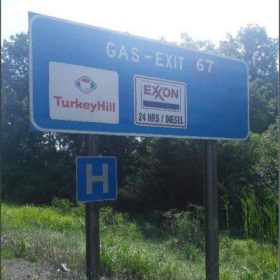 GAS - EXIT 67
TurkeyHill
EXXON
24 HRS / DIESEL
H